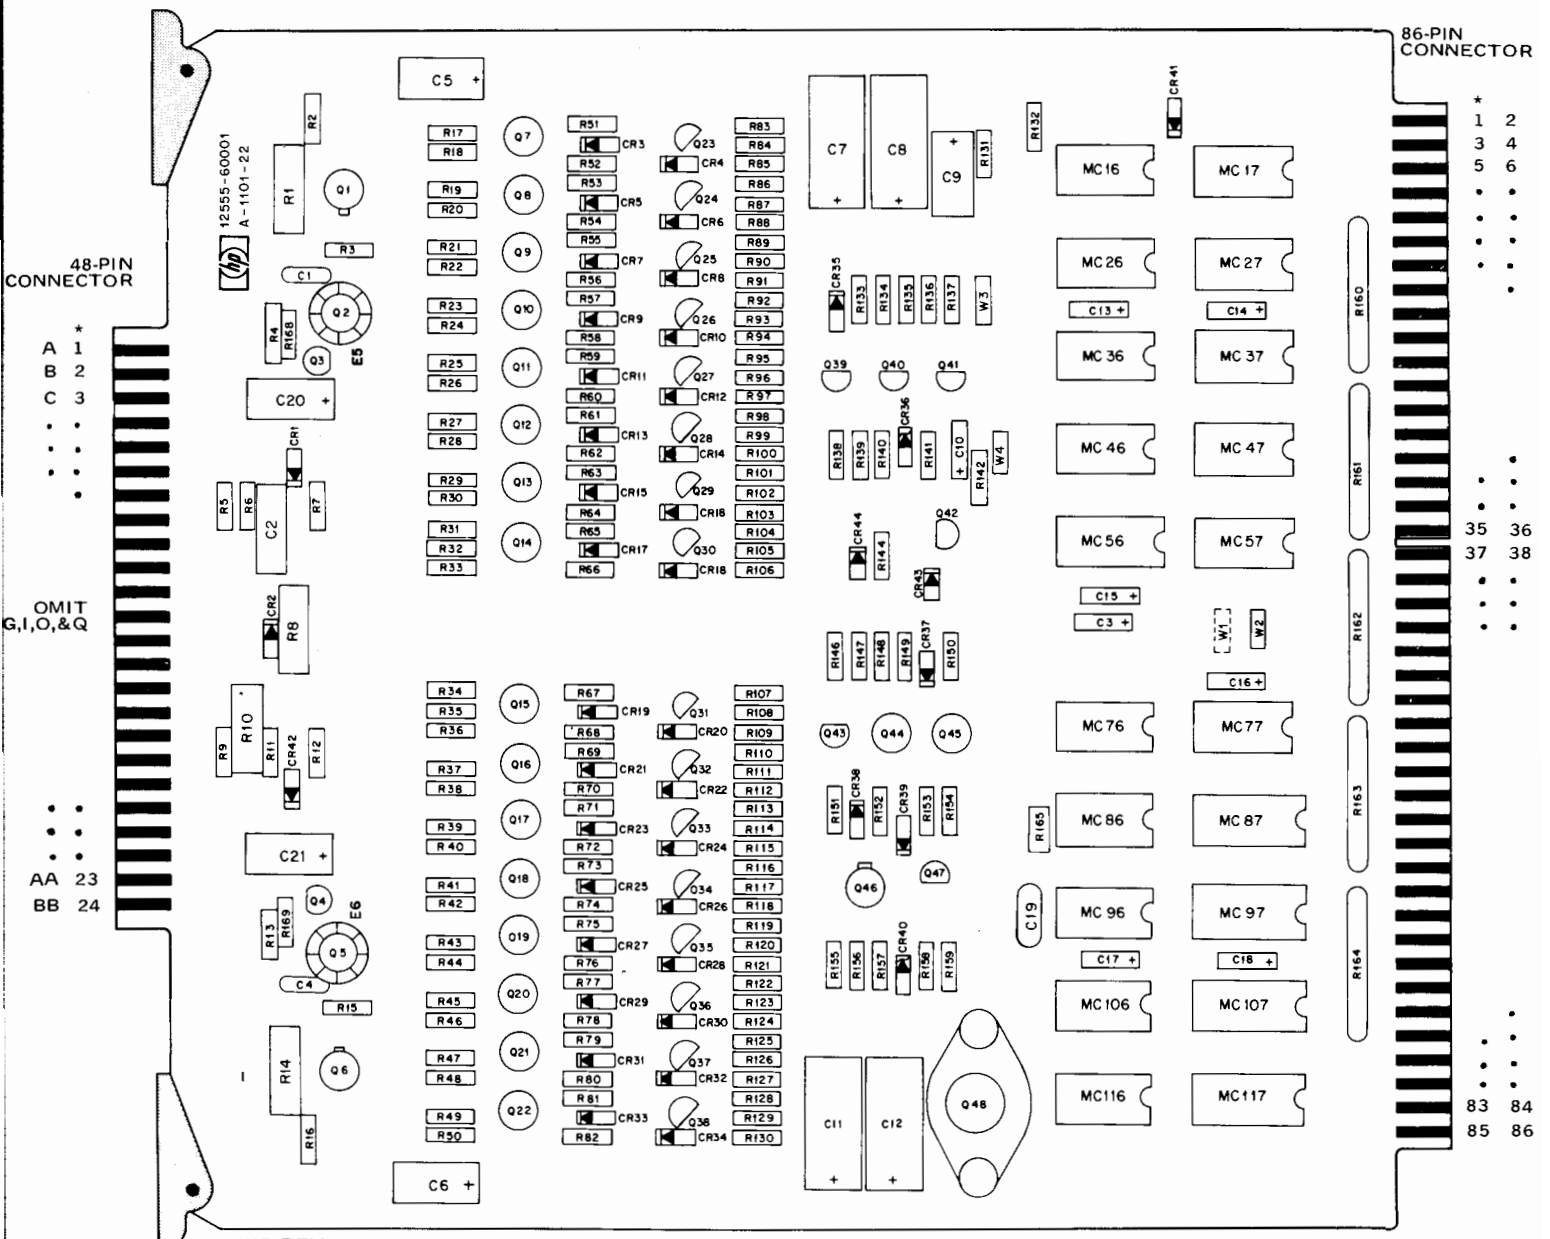 86-PIN
CONNECTOR
*
1 2
3 4
5 6
35 36
37 38
83 84
85 86
48-PIN
CONNECTOR
*
A 1
B 2
C 3
OMIT
G,I,O,&Q
AA 23
BB 24
hp
12555-60001
A-1101-22
R1
R2
Q1
R3
C1
Q2
E5
R4
R168
Q3
C20 +
CR1
R5
R6
C2
R7
CR2
R8
R10
R9
R11
CR42
R12
C21 +
Q4
E6
R13
R169
Q5
C4
R15
R14
Q6
R16
C5 +
R17
R18
R19
R20
R21
R22
R23
R24
R25
R26
R27
R28
R29
R30
R31
R32
R33
R34
R35
R36
R37
R38
R39
R40
R41
R42
R43
R44
R45
R46
R47
R48
R49
R50
C6 +
Q7
Q8
Q9
Q10
Q11
Q12
Q13
Q14
Q15
Q16
Q17
Q18
Q19
Q20
Q21
Q22
R51
CR3
R52
R53
CR5
R54
R55
CR7
R56
R57
CR9
R58
R59
CR11
R60
R61
CR13
R62
R63
CR15
R64
R65
CR17
R66
R67
CR19
R68
R69
CR21
R70
R71
CR23
R72
R73
CR25
R74
R75
CR27
R76
R77
CR29
R78
R79
CR31
R80
R81
CR33
R82
Q23
CR4
Q24
CR6
Q25
CR8
Q26
CR10
Q27
CR12
Q28
CR14
Q29
CR18
Q30
CR18
Q31
CR20
Q32
CR22
Q33
CR24
Q34
CR26
Q35
CR28
Q36
CR30
Q37
CR32
Q38
CR34
R83
R84
R85
R86
R87
R88
R89
R90
R91
R92
R93
R94
R95
R96
R97
R98
R99
R100
R101
R102
R103
R104
R105
R106
R107
R108
R109
R110
R111
R112
R113
R114
R115
R116
R117
R118
R119
R120
R121
R122
R123
R124
R125
R126
R127
R128
R129
R130
C7 +
C8 +
+ C9
R131
R132
CR41
CR35
R133
R134
R135
R136
R137
W3
Q39
Q40
Q41
CR36
R138
R139
R140
R141
+ C10
R142
W4
Q42
CR44
R144
CR43
R146
R147
R148
R149
CR37
R150
Q43
Q44
Q45
R151
CR38
R152
CR39
R153
R154
R165
Q46
Q47
C19
R155
R156
R157
CR40
R158
R159
C11 +
C12 +
Q48
MC16
MC17
MC26
MC27
C13 +
C14 +
MC36
MC37
MC46
MC47
MC56
MC57
C15 +
C3 +
W1
W2
C16 +
MC76
MC77
MC86
MC87
MC96
MC97
C17 +
C18 +
MC106
MC107
MC116
MC117
R160
R161
R162
R163
R164